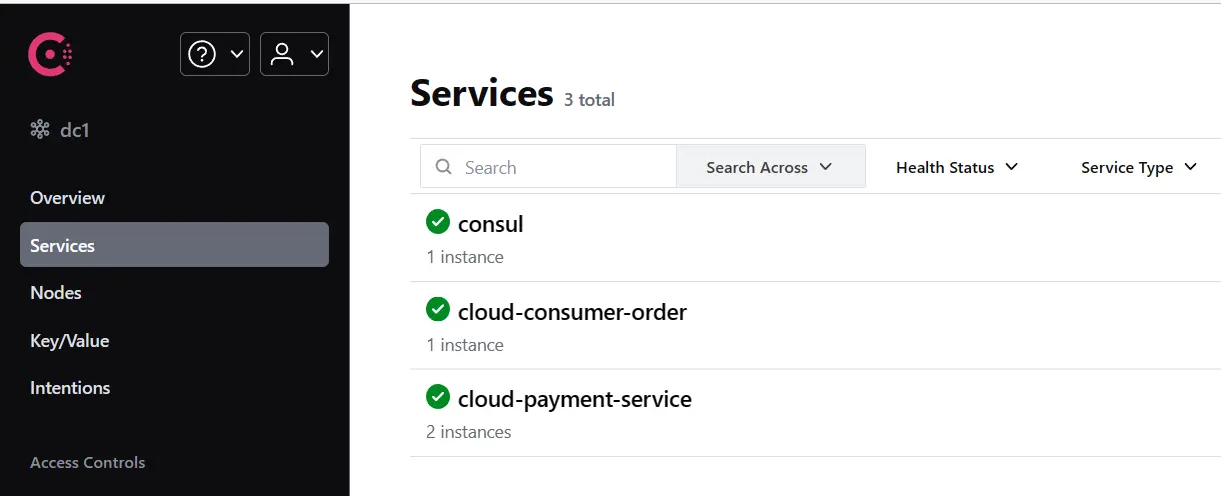 dc1
Overview
Services
Nodes
Key/Value
Intentions
Access Controls
Services 3 total
Search Search Across Health Status Service Type
consul
1 instance
cloud-consumer-order
1 instance
cloud-payment-service
2 instances